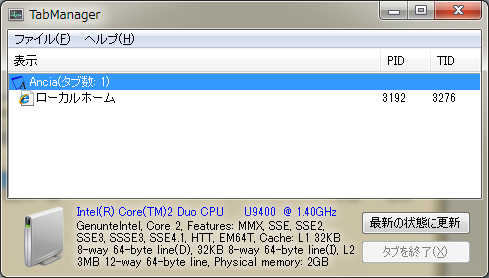 TabManager
ファイル(F) ヘルプ(H)
表示 PID TID
Ancia(タブ数: 1)
ローカルホーム 3192 3276
Intel(R) Core(TM)2 Duo CPU U9400 @ 1.40GHz
GenuntelIntel, Core 2, Features: MMX, SSE, SSE2,
SSE3, SSSE3, SSE4.1, HTT, EM64T, Cache: L1 32KB
8-way 64-byte line(D), 32KB 8-way 64-byte line(I), L2
3MB 12-way 64-byte line, Physical memory: 2GB
最新の状態に更新
タブを終了(X)